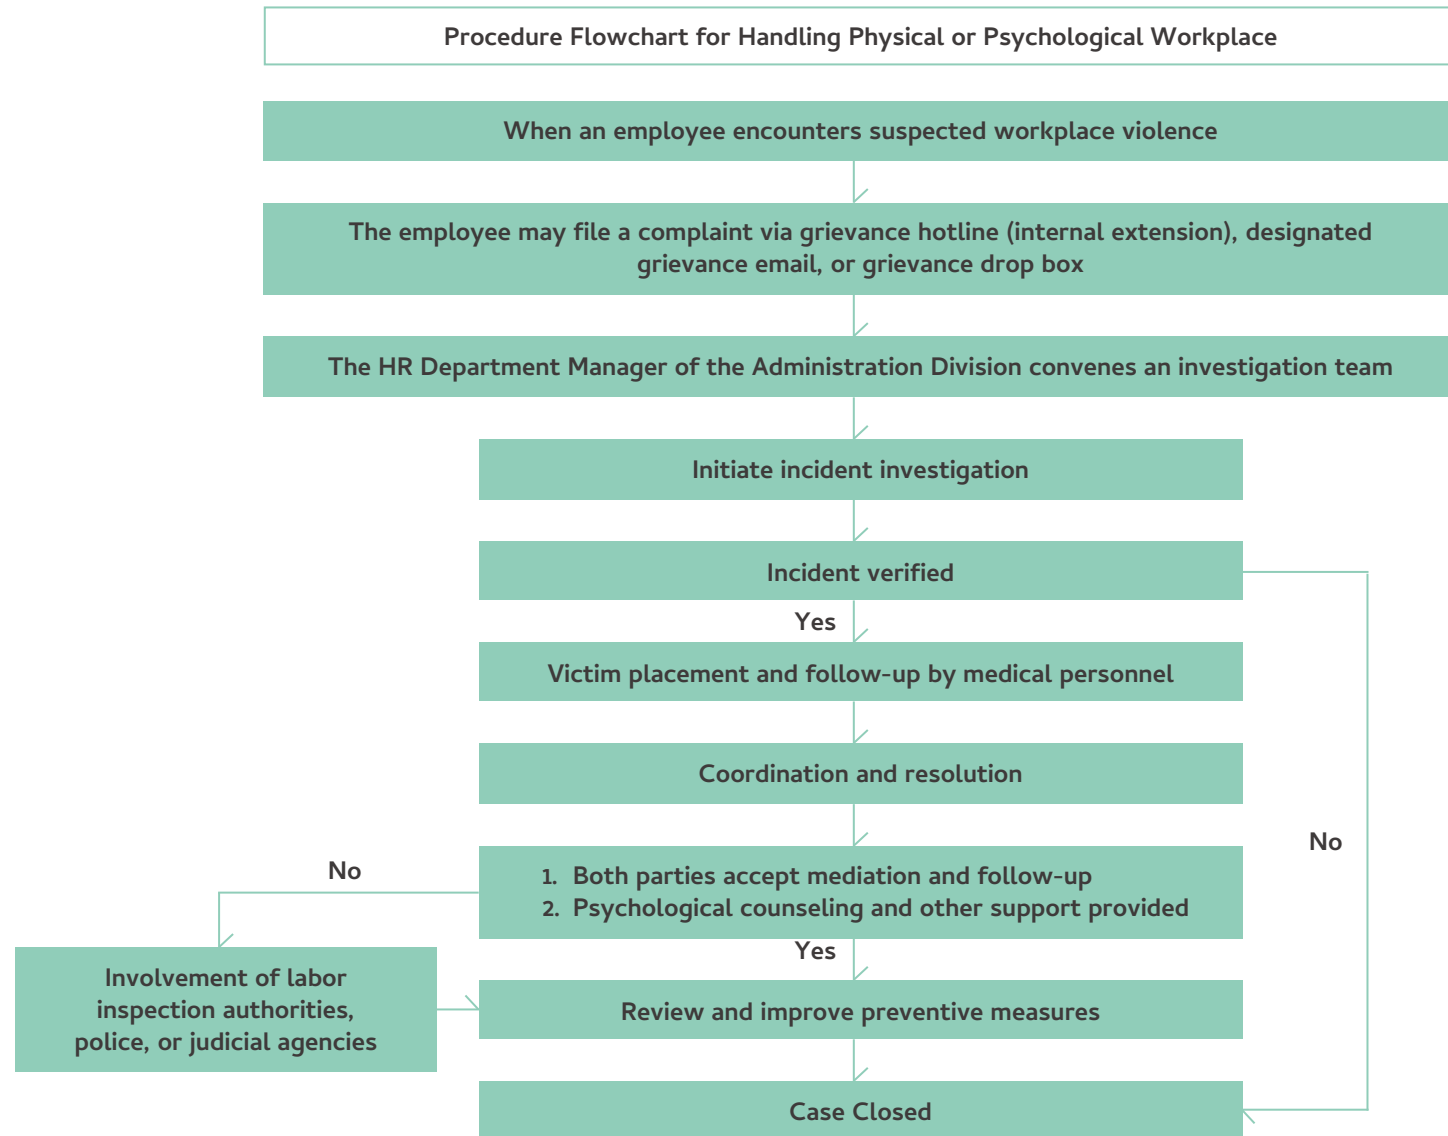 Procedure Flowchart for Handling Physical or Psychological Workplace
When an employee encounters suspected workplace violence
The employee may file a complaint via grievance hotline (internal extension), designated
grievance email, or grievance drop box
The HR Department Manager of the Administration Division convenes an investigation team
Initiate incident investigation
Incident verified
Yes
Victim placement and follow-up by medical personnel
Coordination and resolution
No
No
1. Both parties accept mediation and follow-up
2. Psychological counseling and other support provided
Yes
Involvement of labor
inspection authorities,
police, or judicial agencies
Review and improve preventive measures
Case Closed